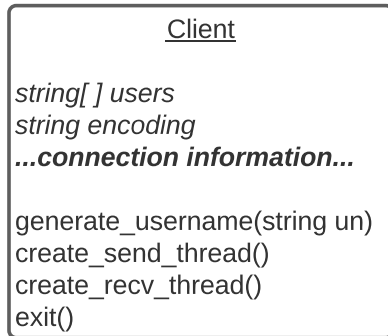 Client
string[ ] users
string encoding
...connection information...
generate_username(string un)
create_send_thread()
create_recv_thread()
exit()